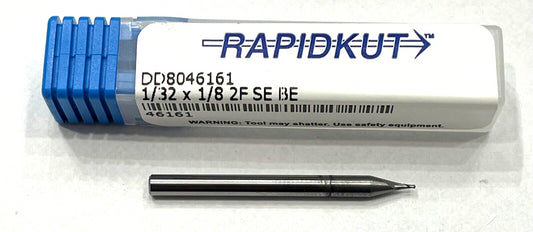 RAPIDKUT™
DD8046161
1/32 x 1/8 2F SE BE
46161
WARNING: Tool may shatter. Use safety equipment.